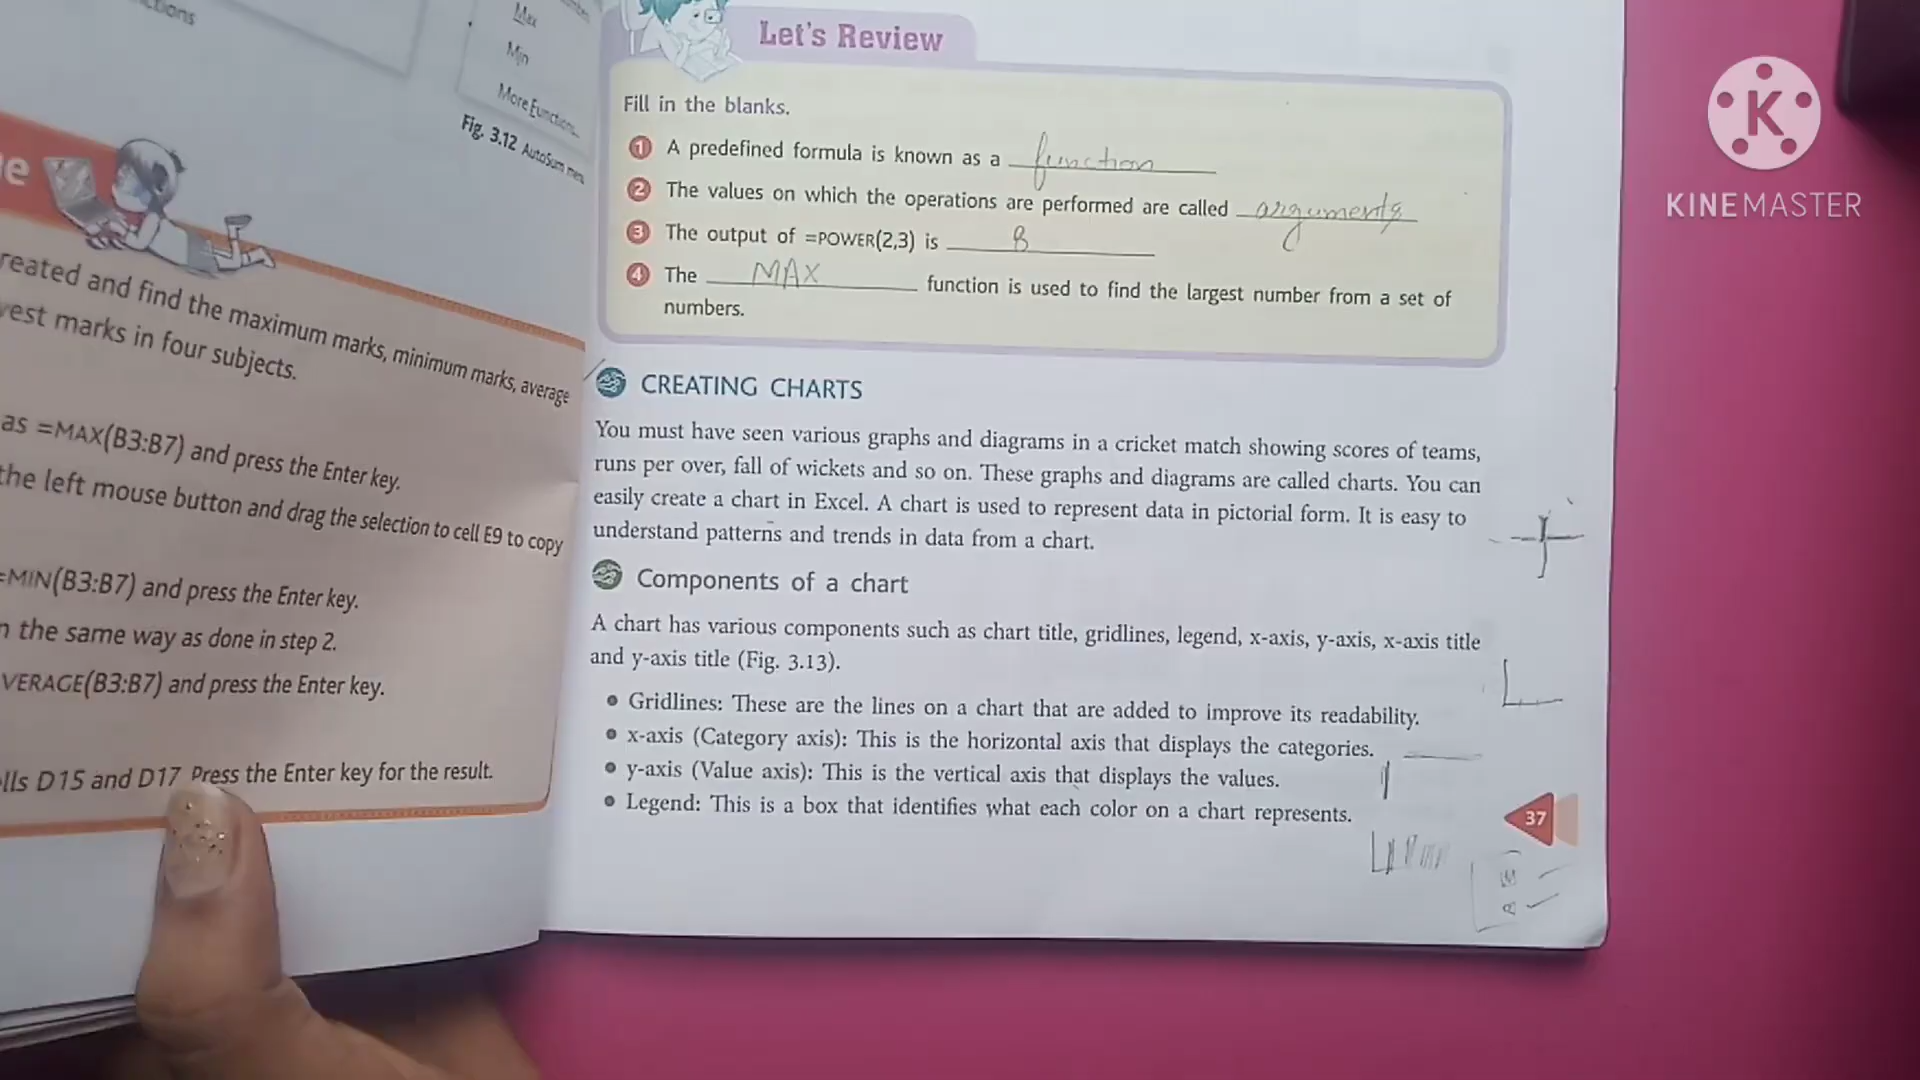 ctions
Max
Min
More Functions...
Fig. 3.12 AutoSum menu
e
reated and find the maximum marks, minimum marks, average
vest marks in four subjects.
as =MAX(B3:B7) and press the Enter key.
the left mouse button and drag the selection to cell E9 to copy
=MIN(B3:B7) and press the Enter key.
n the same way as done in step 2.
VERAGE(B3:B7) and press the Enter key.
lls D15 and D17 Press the Enter key for the result.
Let's Review
Fill in the blanks.
1 A predefined formula is known as a function
2 The values on which the operations are performed are called arguments
3 The output of =POWER(2,3) is 8
4 The MAX function is used to find the largest number from a set of
numbers.
CREATING CHARTS
You must have seen various graphs and diagrams in a cricket match showing scores of teams,
runs per over, fall of wickets and so on. These graphs and diagrams are called charts. You can
easily create a chart in Excel. A chart is used to represent data in pictorial form. It is easy to
understand patterns and trends in data from a chart.
Components of a chart
A chart has various components such as chart title, gridlines, legend, x-axis, y-axis, x-axis title
and y-axis title (Fig. 3.13).
• Gridlines: These are the lines on a chart that are added to improve its readability.
• x-axis (Category axis): This is the horizontal axis that displays the categories.
• y-axis (Value axis): This is the vertical axis that displays the values.
• Legend: This is a box that identifies what each color on a chart represents.
37
K
KINEMASTER